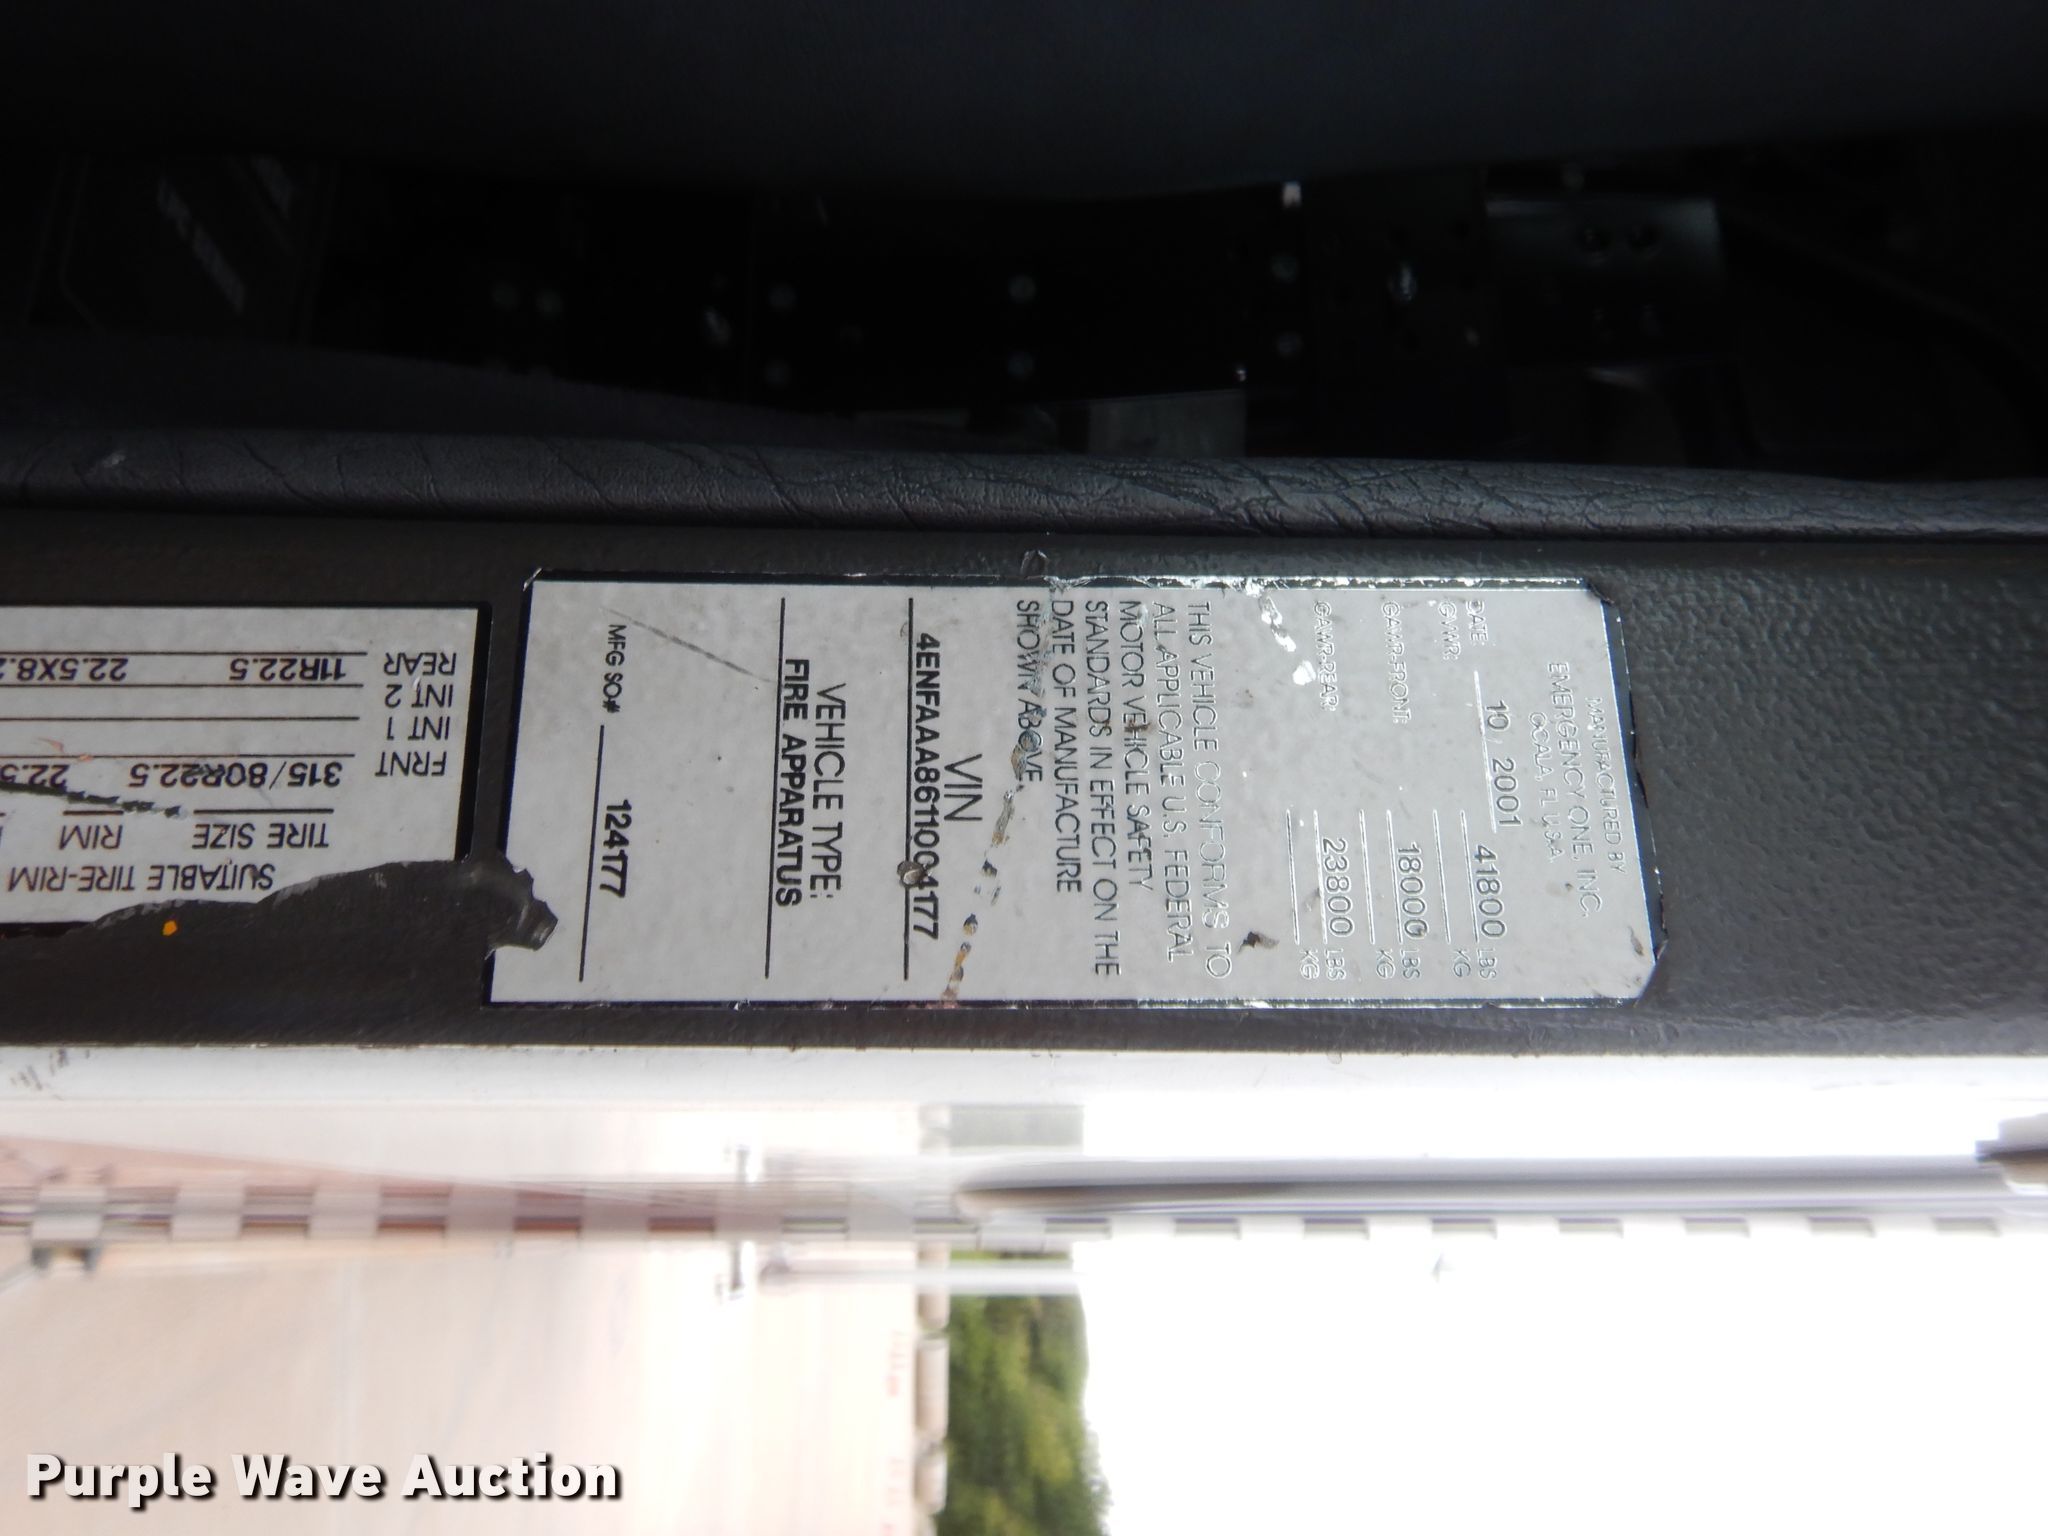 MANUFACTURED BY
EMERGENCY ONE, INC.
OCALA, FL U.S.A.
DATE: 10 / 2001
GVWR: 41800 LBS
KG
GAWR-FRONT: 18000 LBS
KG
GAWR-REAR: 23800 LBS
KG
THIS VEHICLE CONFORMS TO
ALL APPLICABLE U.S. FEDERAL
MOTOR VEHICLE SAFETY
STANDARDS IN EFFECT ON THE
DATE OF MANUFACTURE
SHOWN ABOVE.
VIN
4ENFAAA8611004177
VEHICLE TYPE:
FIRE APPARATUS
MFG SO# 124177
SUITABLE TIRE-RIM
TIRE SIZE RIM
FRNT 315/80R22.5
INT 1
INT 2
REAR 11R22.5
Purple Wave Auction